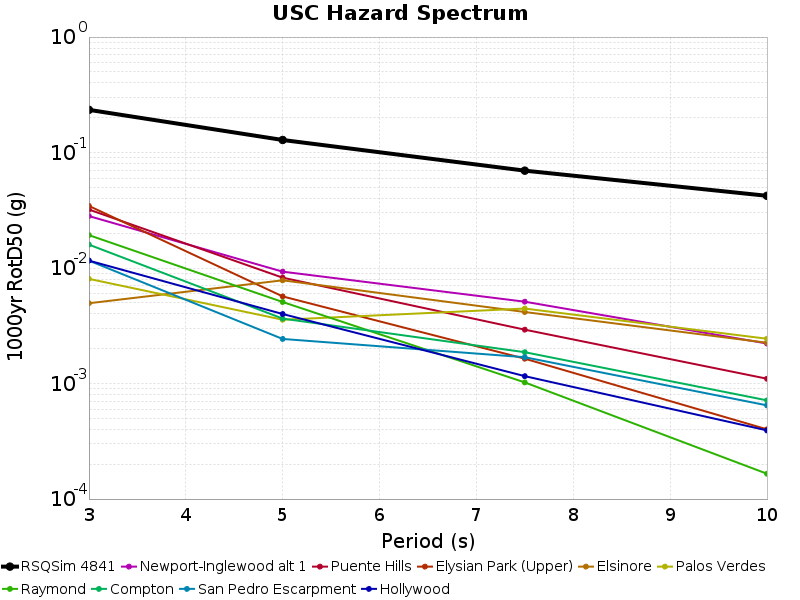 USC Hazard Spectrum
10^0
10^-1
10^-2
10^-3
10^-4
1000yr RotD50 (g)
3 4 5 6 7 8 9 10
Period (s)
RSQSim 4841 Newport-Inglewood alt 1 Puente Hills Elysian Park (Upper) Elsinore Palos Verdes
Raymond Compton San Pedro Escarpment Hollywood